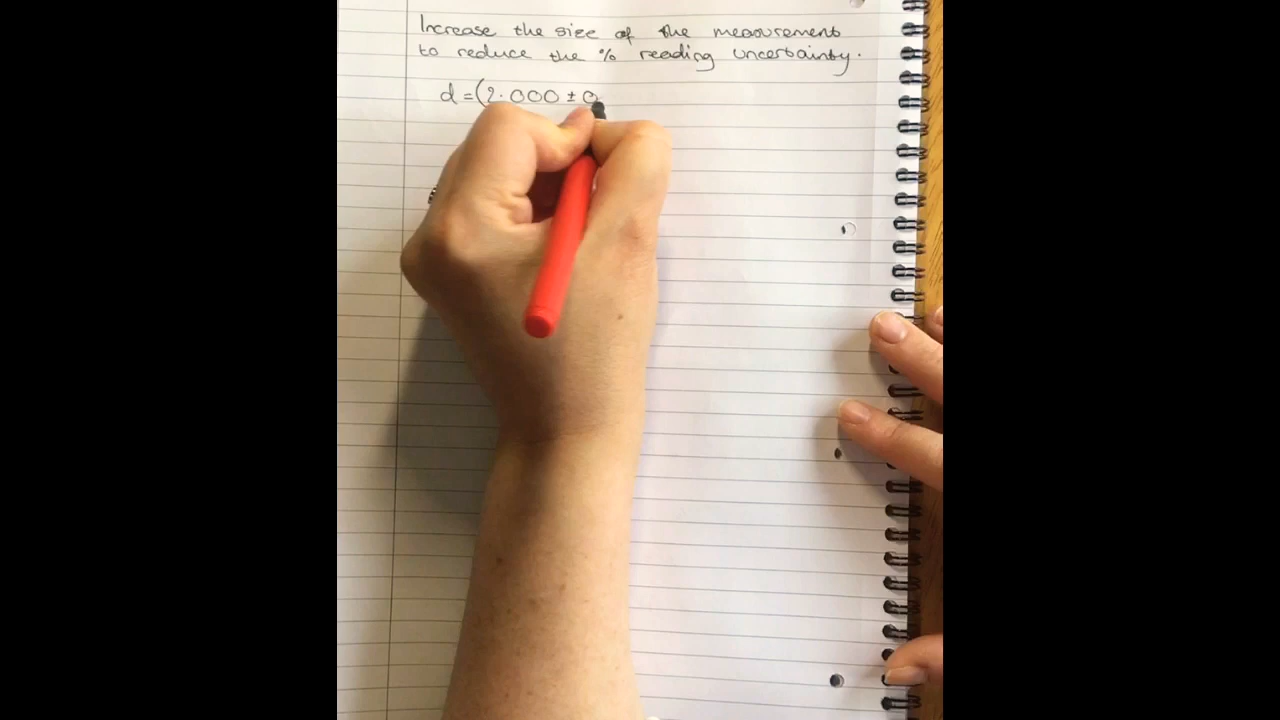 Increase the size of the measurement
to reduce the % reading uncertainty.
d = (2.000 ± 0